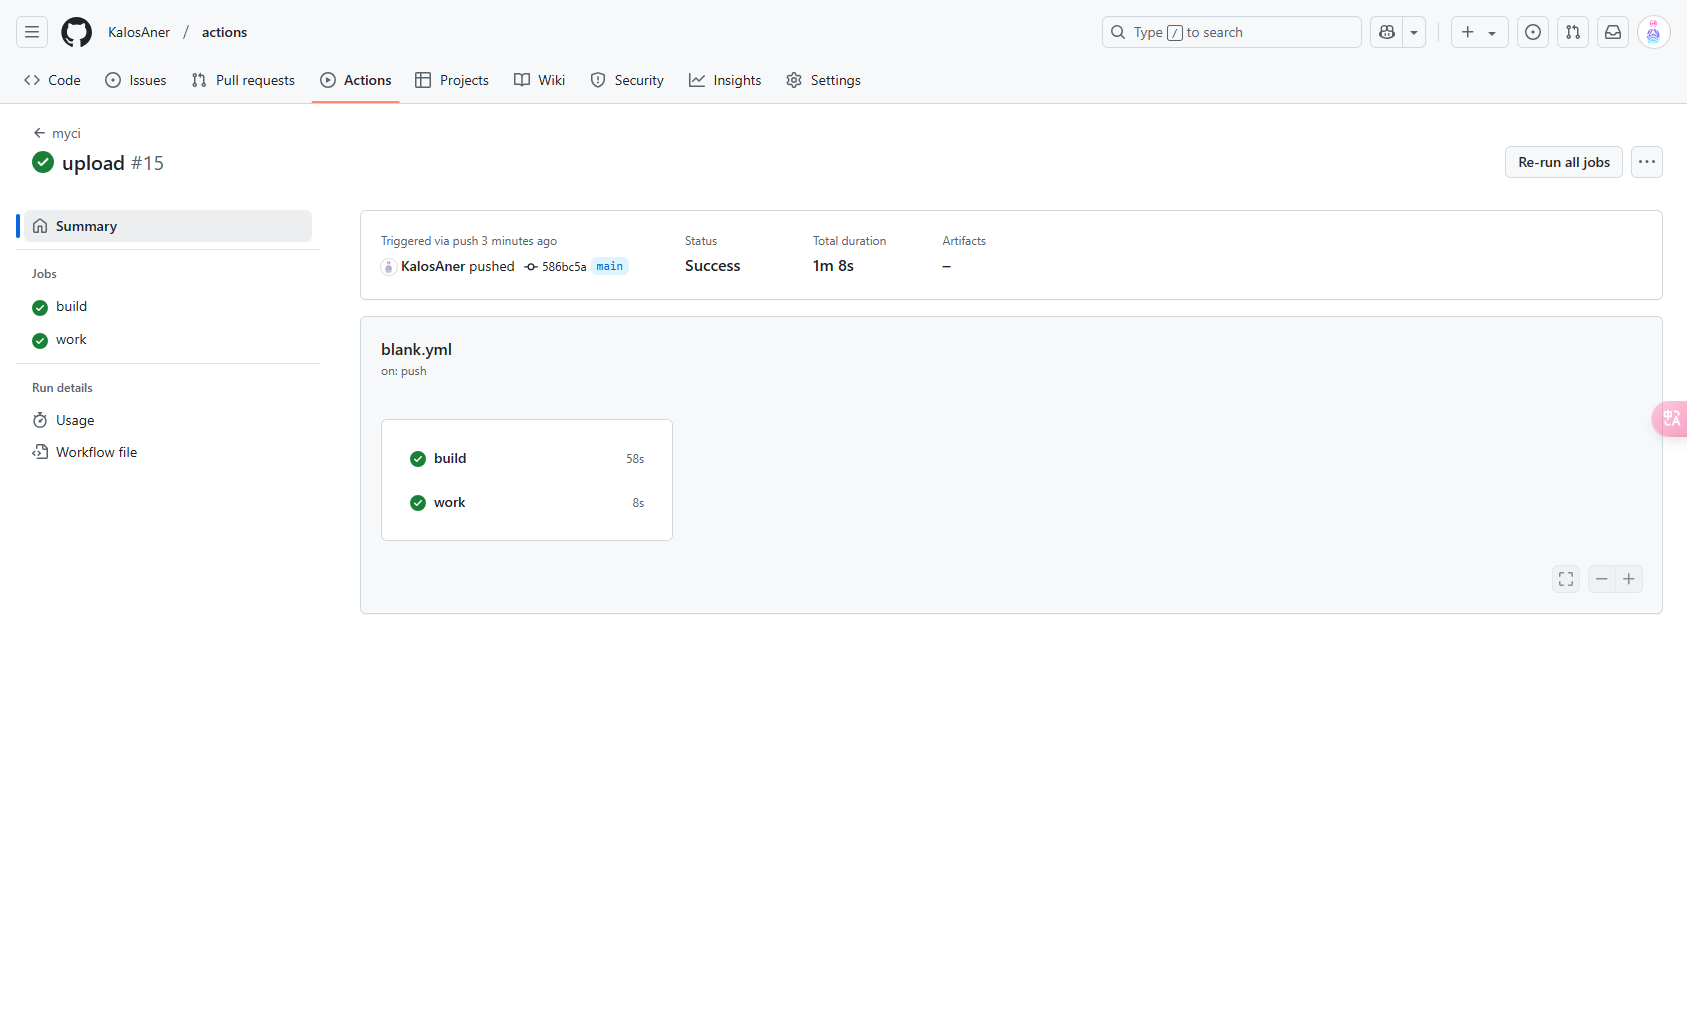 KalosAner / actions
Type / to search
Code Issues Pull requests Actions Projects Wiki Security Insights Settings
myci
upload #15
Re-run all jobs
Summary
Jobs
build
work
Run details
Usage
Workflow file
Triggered via push 3 minutes ago
KalosAner pushed 586bc5a main
Status
Success
Total duration
1m 8s
Artifacts
–
blank.yml
on: push
build 58s
work 8s
中A